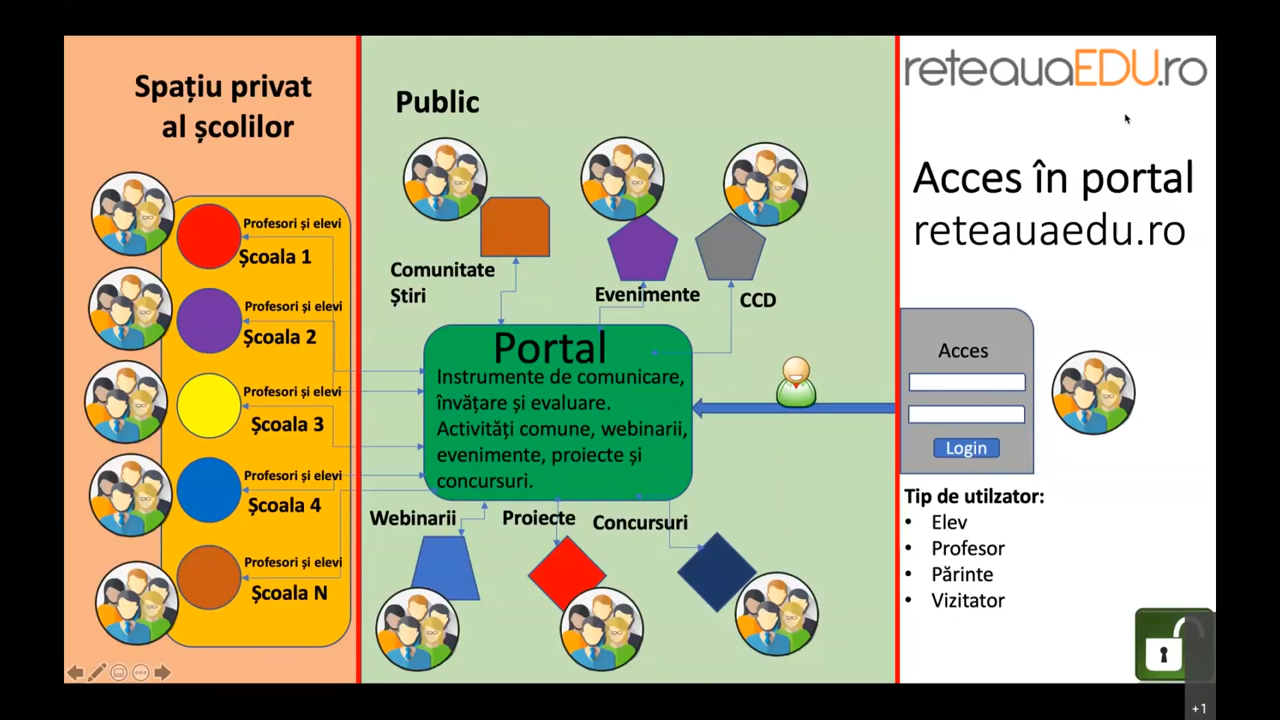 Spațiu privat
al școlilor
Profesori și elevi
Școala 1
Profesori și elevi
Școala 2
Profesori și elevi
Școala 3
Profesori și elevi
Școala 4
Profesori și elevi
Școala N
Public
Comunitate
Știri
Evenimente
CCD
Portal
Instrumente de comunicare,
învățare și evaluare.
Activități comune, webinarii,
evenimente, proiecte și
concursuri.
Webinarii
Proiecte
Concursuri
reteauaEDU.ro
Acces în portal
reteauaedu.ro
Acces
Login
Tip de utilzator:
• Elev
• Profesor
• Părinte
• Vizitator
+1